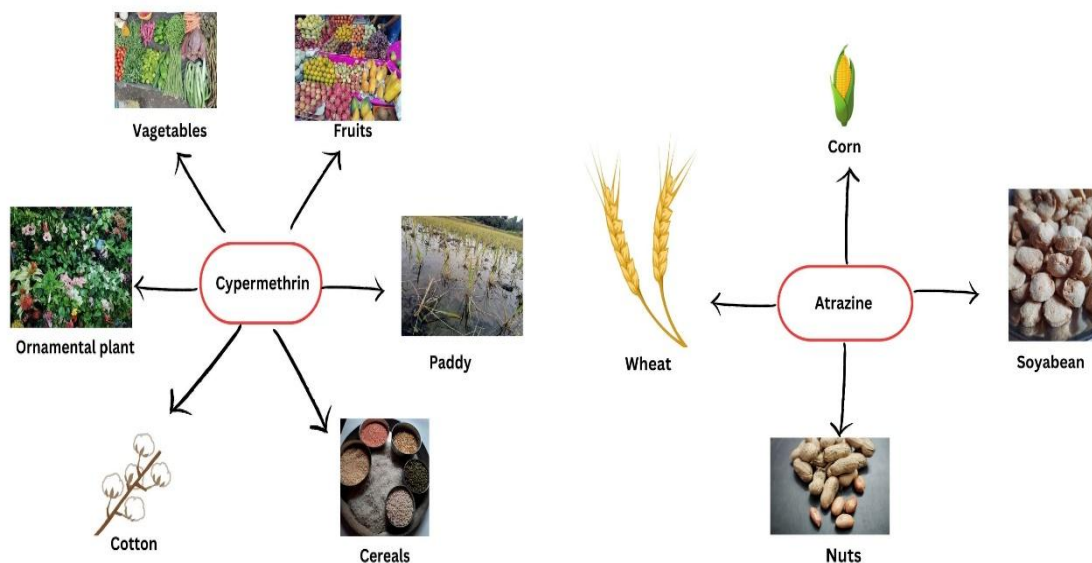 Vagetables
Fruits
Corn
Cypermethrin
Atrazine
Ornamental plant
Paddy
Wheat
Soyabean
Cotton
Cereals
Nuts